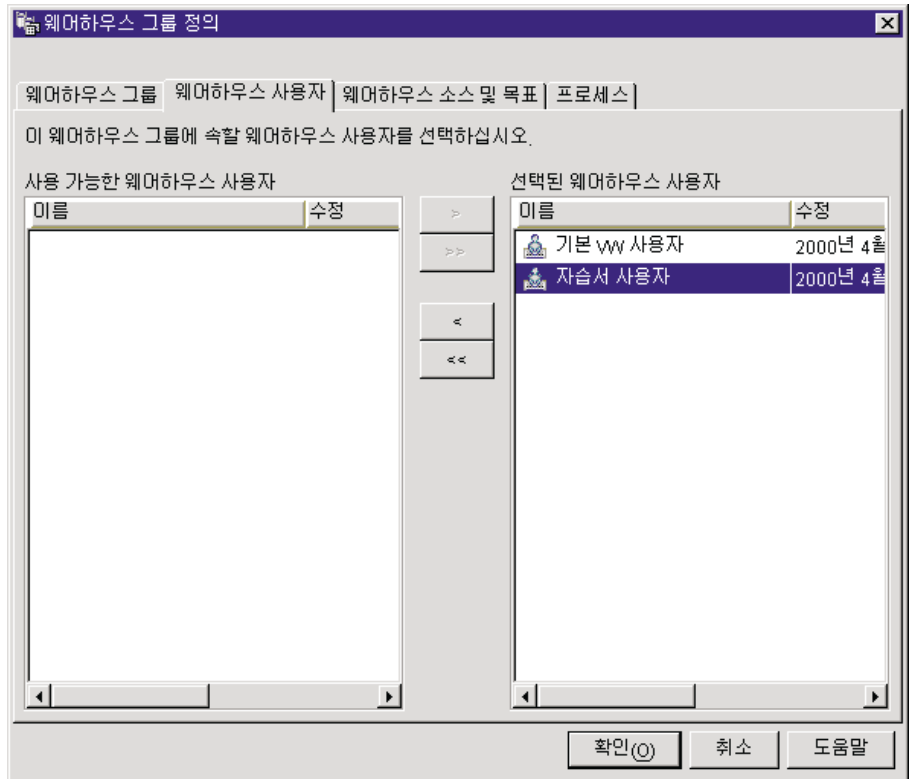 웨어하우스 그룹 정의
웨어하우스 그룹 웨어하우스 사용자 웨어하우스 소스 및 목표 프로세스
이 웨어하우스 그룹에 속할 웨어하우스 사용자를 선택하십시오.
사용 가능한 웨어하우스 사용자
이름 수정
>
>>
<
<<
선택된 웨어하우스 사용자
이름 수정
기본 VW 사용자 2000년 4월
자습서 사용자 2000년 4월
확인(O) 취소 도움말